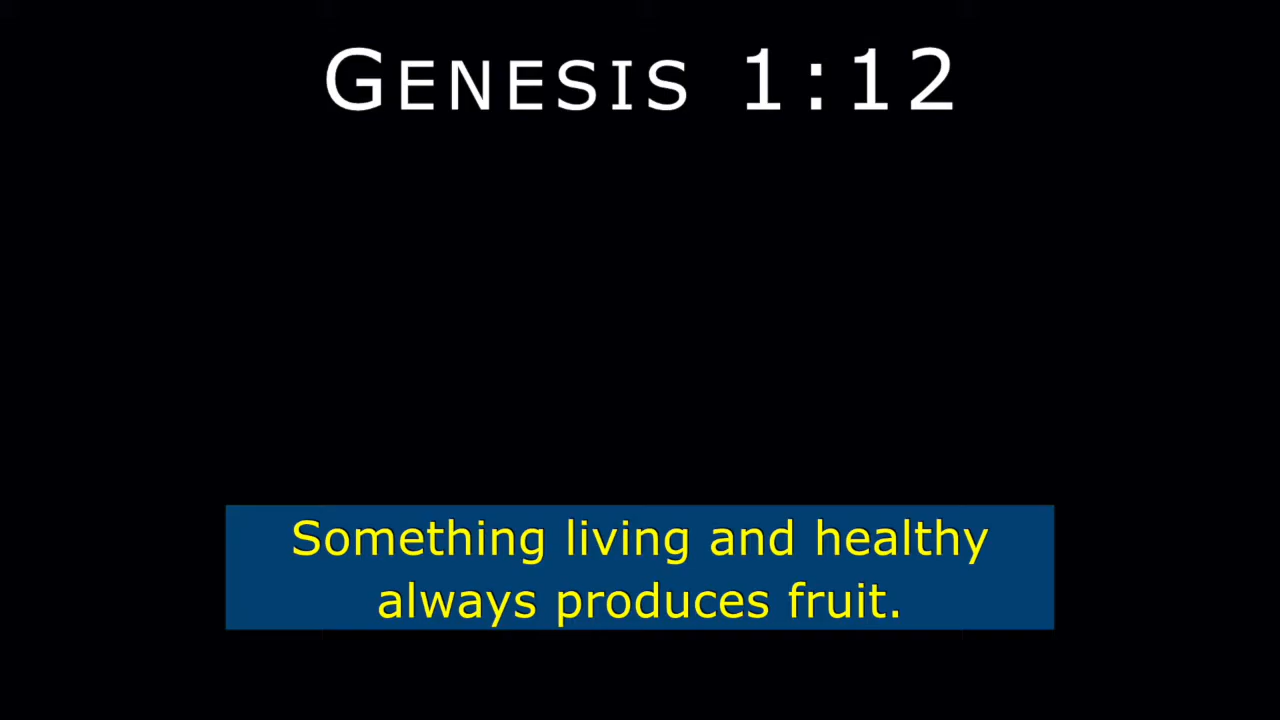 GENESIS 1:12
Something living and healthy
always produces fruit.